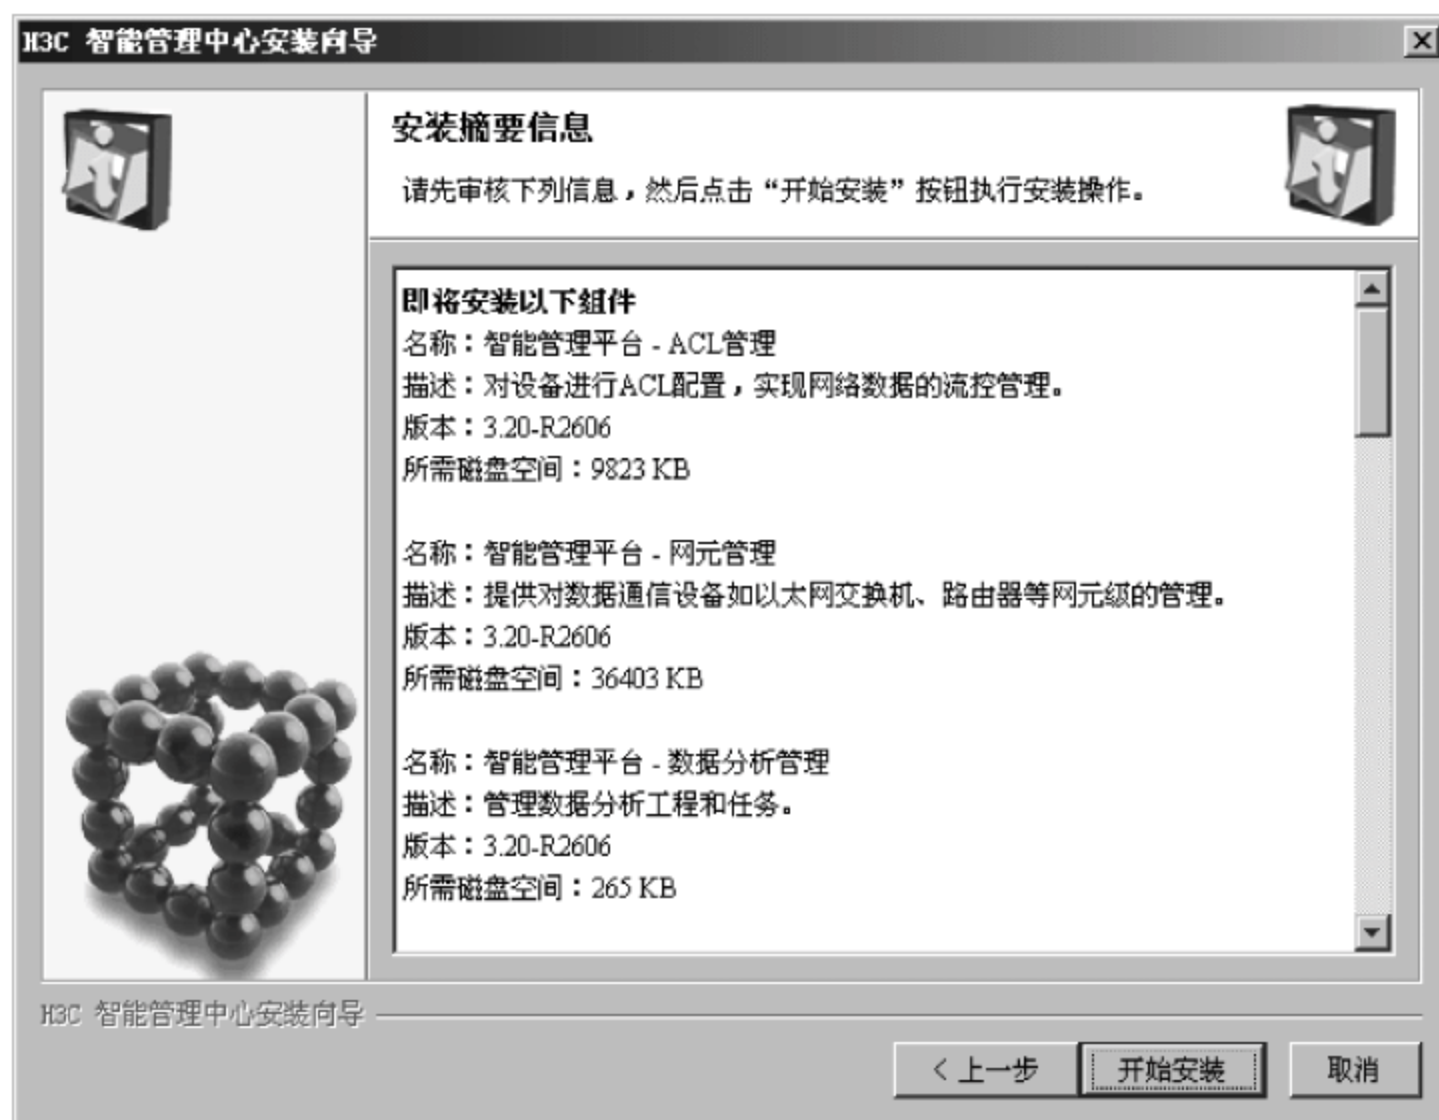 H3C 智能管理中心安装向导
安装摘要信息
请先审核下列信息，然后点击“开始安装”按钮执行安装操作。
即将安装以下组件
名称：智能管理平台 - ACL管理
描述：对设备进行ACL配置，实现网络数据的流控管理。
版本：3.20-R2606
所需磁盘空间：9823 KB
名称：智能管理平台 - 网元管理
描述：提供对数据通信设备如以太网交换机、路由器等网元级的管理。
版本：3.20-R2606
所需磁盘空间：36403 KB
名称：智能管理平台 - 数据分析管理
描述：管理数据分析工程和任务。
版本：3.20-R2606
所需磁盘空间：265 KB
H3C 智能管理中心安装向导
< 上一步 开始安装 取消